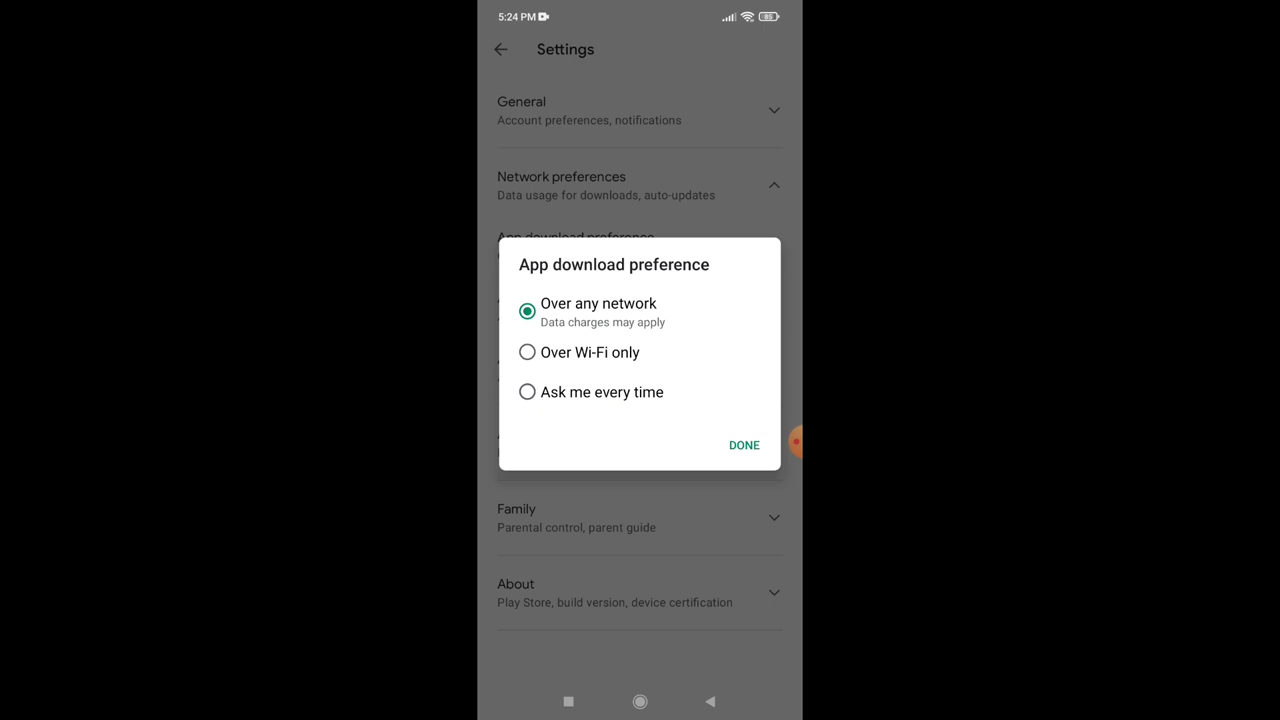 5:24 PM
85
Settings
General
Account preferences, notifications
Network preferences
Data usage for downloads, auto-updates
App download preference
App download preference
Over any network
Data charges may apply
Over Wi-Fi only
Ask me every time
DONE
Family
Parental control, parent guide
About
Play Store, build version, device certification